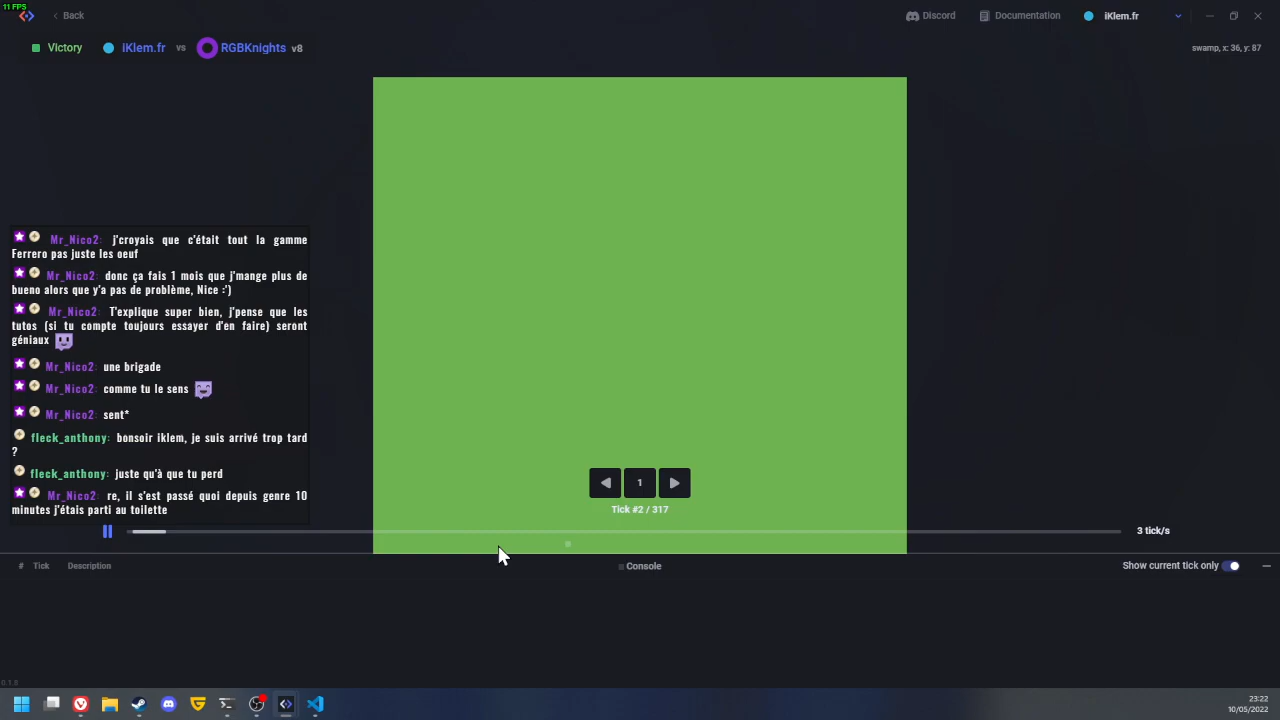 11 FPS
Back
Discord
Documentation
iKlem.fr
Victory
iKlem.fr
vs
RGBKnights v8
swamp, x: 36, y: 87
Mr_Nico2: j'croyais que c'était tout la gamme
Ferrero pas juste les oeuf
Mr_Nico2: donc ça fais 1 mois que j'mange plus de
bueno alors que y'a pas de problème, Nice :')
Mr_Nico2: T'explique super bien, j'pense que les
tutos (si tu compte toujours essayer d'en faire) seront
géniaux
Mr_Nico2: une brigade
Mr_Nico2: comme tu le sens
Mr_Nico2: sent*
fleck_anthony: bonsoir iklem, je suis arrivé trop tard
?
fleck_anthony: juste qu'à que tu perd
Mr_Nico2: re, il s'est passé quoi depuis genre 10
minutes j'étais parti au toilette
1
Tick #2 / 317
3 tick/s
# Tick Description
Console
Show current tick only
0.1.8
23:22
10/05/2022